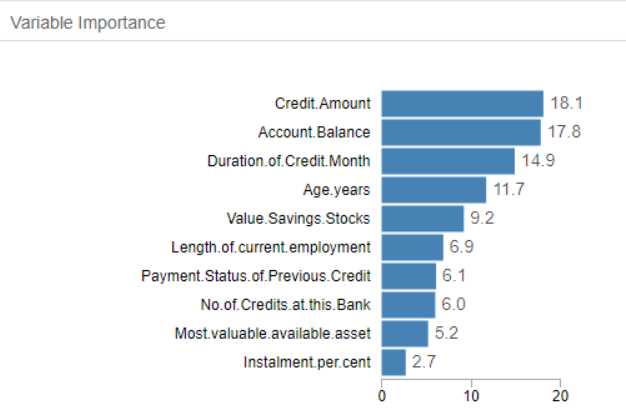 Variable Importance
Credit.Amount 18.1
Account.Balance 17.8
Duration.of.Credit.Month 14.9
Age.years 11.7
Value.Savings.Stocks 9.2
Length.of.current.employment 6.9
Payment.Status.of.Previous.Credit 6.1
No.of.Credits.at.this.Bank 6.0
Most.valuable.available.asset 5.2
Instalment.per.cent 2.7
0 10 20